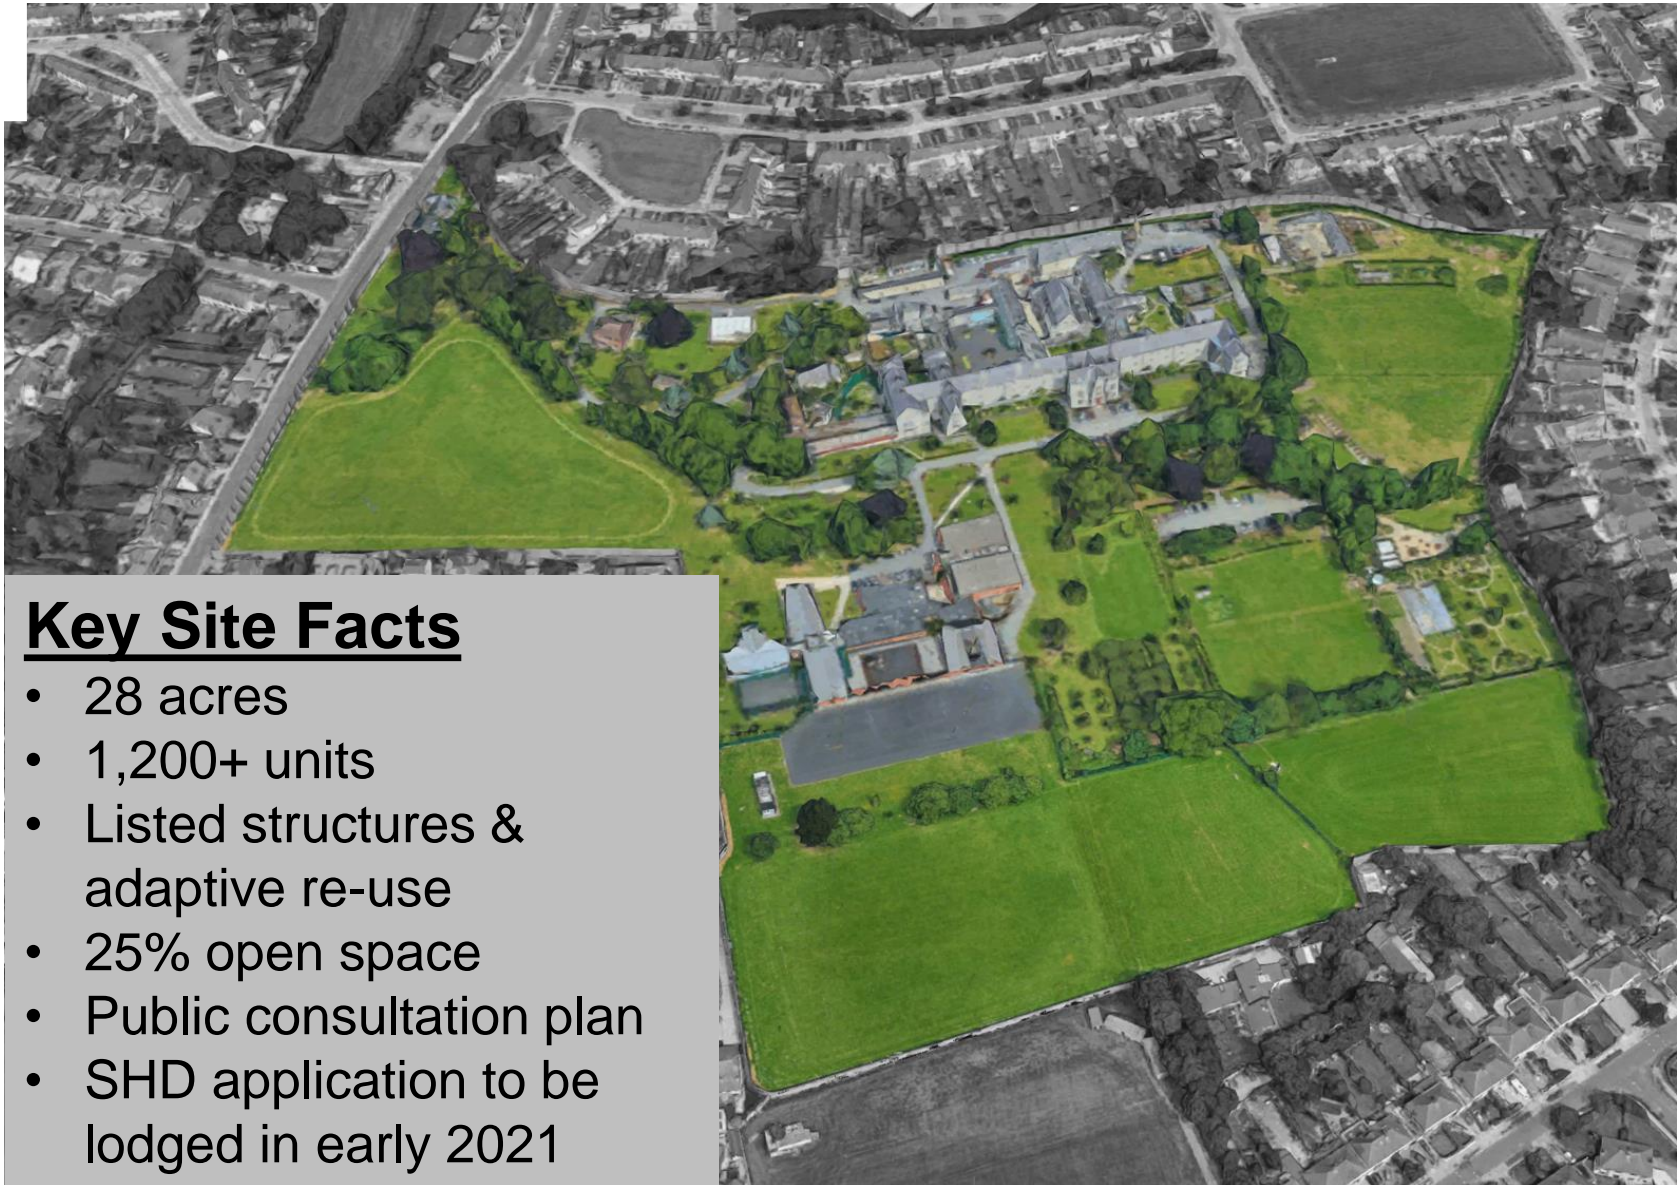 Key Site Facts
• 28 acres
• 1,200+ units
• Listed structures &
adaptive re-use
• 25% open space
• Public consultation plan
• SHD application to be
lodged in early 2021